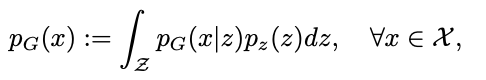 p_G(x) := ∫_𝒵 p_G(x|z)p_z(z)dz, ∀x ∈ 𝒳,